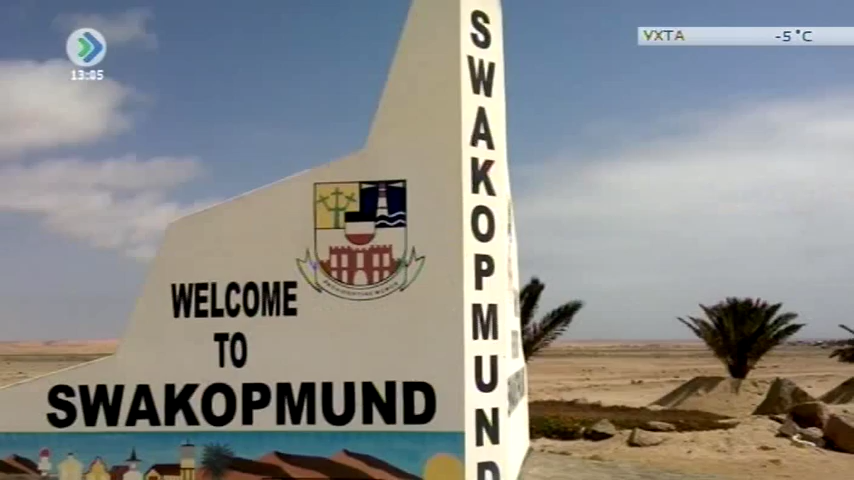 13:05
УХТА -5°C
WELCOME
TO
SWAKOPMUND
SWAKOPMUND